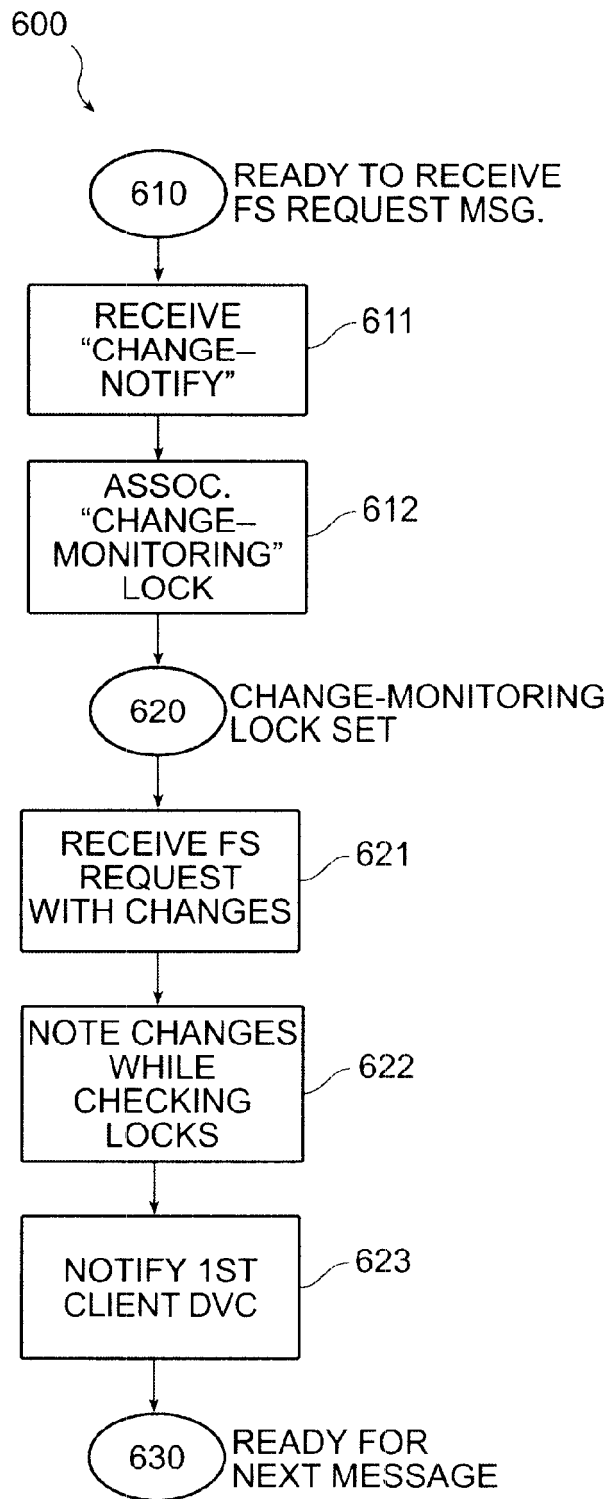 600
610
READY TO RECEIVE
FS REQUEST MSG.
RECEIVE
“CHANGE–
NOTIFY”
611
ASSOC.
“CHANGE–
MONITORING”
LOCK
612
620
CHANGE-MONITORING
LOCK SET
RECEIVE FS
REQUEST
WITH CHANGES
621
NOTE CHANGES
WHILE
CHECKING
LOCKS
622
NOTIFY 1ST
CLIENT DVC
623
630
READY FOR
NEXT MESSAGE